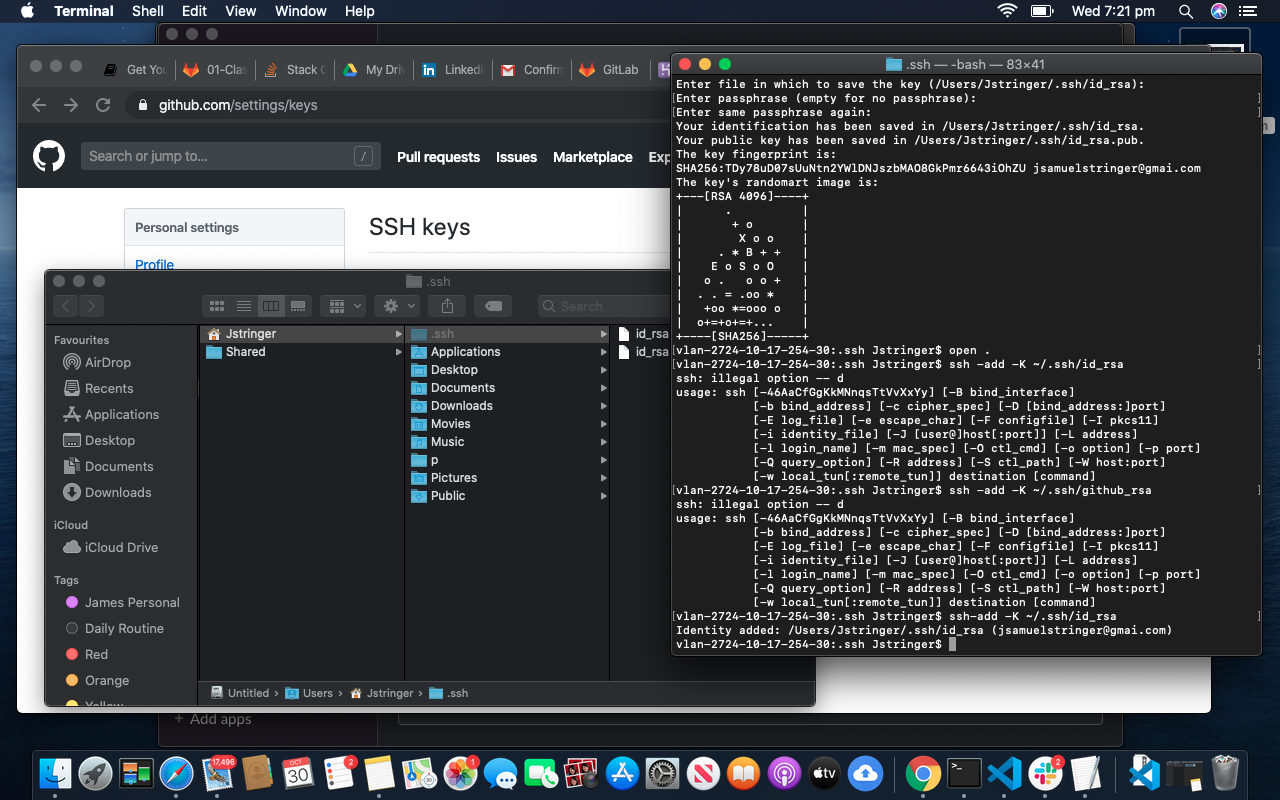 Terminal Shell Edit View Window Help Wed 7:21 pm
Get You
01-Clas
Stack O
My Driv
LinkedI
Confirm
GitLab
github.com/settings/keys
Search or jump to... /
Pull requests Issues Marketplace Exp
Personal settings
Profile
SSH keys
.ssh
Search
Favourites
AirDrop
Recents
Applications
Desktop
Documents
Downloads
iCloud
iCloud Drive
Tags
James Personal
Daily Routine
Red
Orange
Yellow
Jstringer
Shared
.ssh
Applications
Desktop
Documents
Downloads
Movies
Music
p
Pictures
Public
id_rsa
id_rsa
Untitled › Users › Jstringer › .ssh
+ Add apps
.ssh — -bash — 83×41
Enter file in which to save the key (/Users/Jstringer/.ssh/id_rsa):
[Enter passphrase (empty for no passphrase): ]
[Enter same passphrase again: ]
Your identification has been saved in /Users/Jstringer/.ssh/id_rsa.
Your public key has been saved in /Users/Jstringer/.ssh/id_rsa.pub.
The key fingerprint is:
SHA256:TDy78uD07sUuNtn2YWlDNJszbMAO8GkPmr6643iOhZU jsamuelstringer@gmai.com
The key's randomart image is:
+---[RSA 4096]----+
|      .          |
|       + o       |
|        X o o    |
|     . * B + +   |
|    E o S o O    |
|   o .   o o +   |
|  . . = .oo *    |
|   +oo *=ooo o   |
|  o+=+o+=+...    |
+----[SHA256]-----+
[vlan-2724-10-17-254-30:.ssh Jstringer$ open . ]
[vlan-2724-10-17-254-30:.ssh Jstringer$ ssh -add -K ~/.ssh/id_rsa ]
ssh: illegal option -- d
usage: ssh [-46AaCfGgKkMNnqsTtVvXxYy] [-B bind_interface]
[-b bind_address] [-c cipher_spec] [-D [bind_address:]port]
[-E log_file] [-e escape_char] [-F configfile] [-I pkcs11]
[-i identity_file] [-J [user@]host[:port]] [-L address]
[-l login_name] [-m mac_spec] [-O ctl_cmd] [-o option] [-p port]
[-Q query_option] [-R address] [-S ctl_path] [-W host:port]
[-w local_tun[:remote_tun]] destination [command]
[vlan-2724-10-17-254-30:.ssh Jstringer$ ssh -add -K ~/.ssh/github_rsa ]
ssh: illegal option -- d
usage: ssh [-46AaCfGgKkMNnqsTtVvXxYy] [-B bind_interface]
[-b bind_address] [-c cipher_spec] [-D [bind_address:]port]
[-E log_file] [-e escape_char] [-F configfile] [-I pkcs11]
[-i identity_file] [-J [user@]host[:port]] [-L address]
[-l login_name] [-m mac_spec] [-O ctl_cmd] [-o option] [-p port]
[-Q query_option] [-R address] [-S ctl_path] [-W host:port]
[-w local_tun[:remote_tun]] destination [command]
[vlan-2724-10-17-254-30:.ssh Jstringer$ ssh-add -K ~/.ssh/id_rsa ]
Identity added: /Users/Jstringer/.ssh/id_rsa (jsamuelstringer@gmai.com)
vlan-2724-10-17-254-30:.ssh Jstringer$
17,496
OCT
30
2
1
tv
2